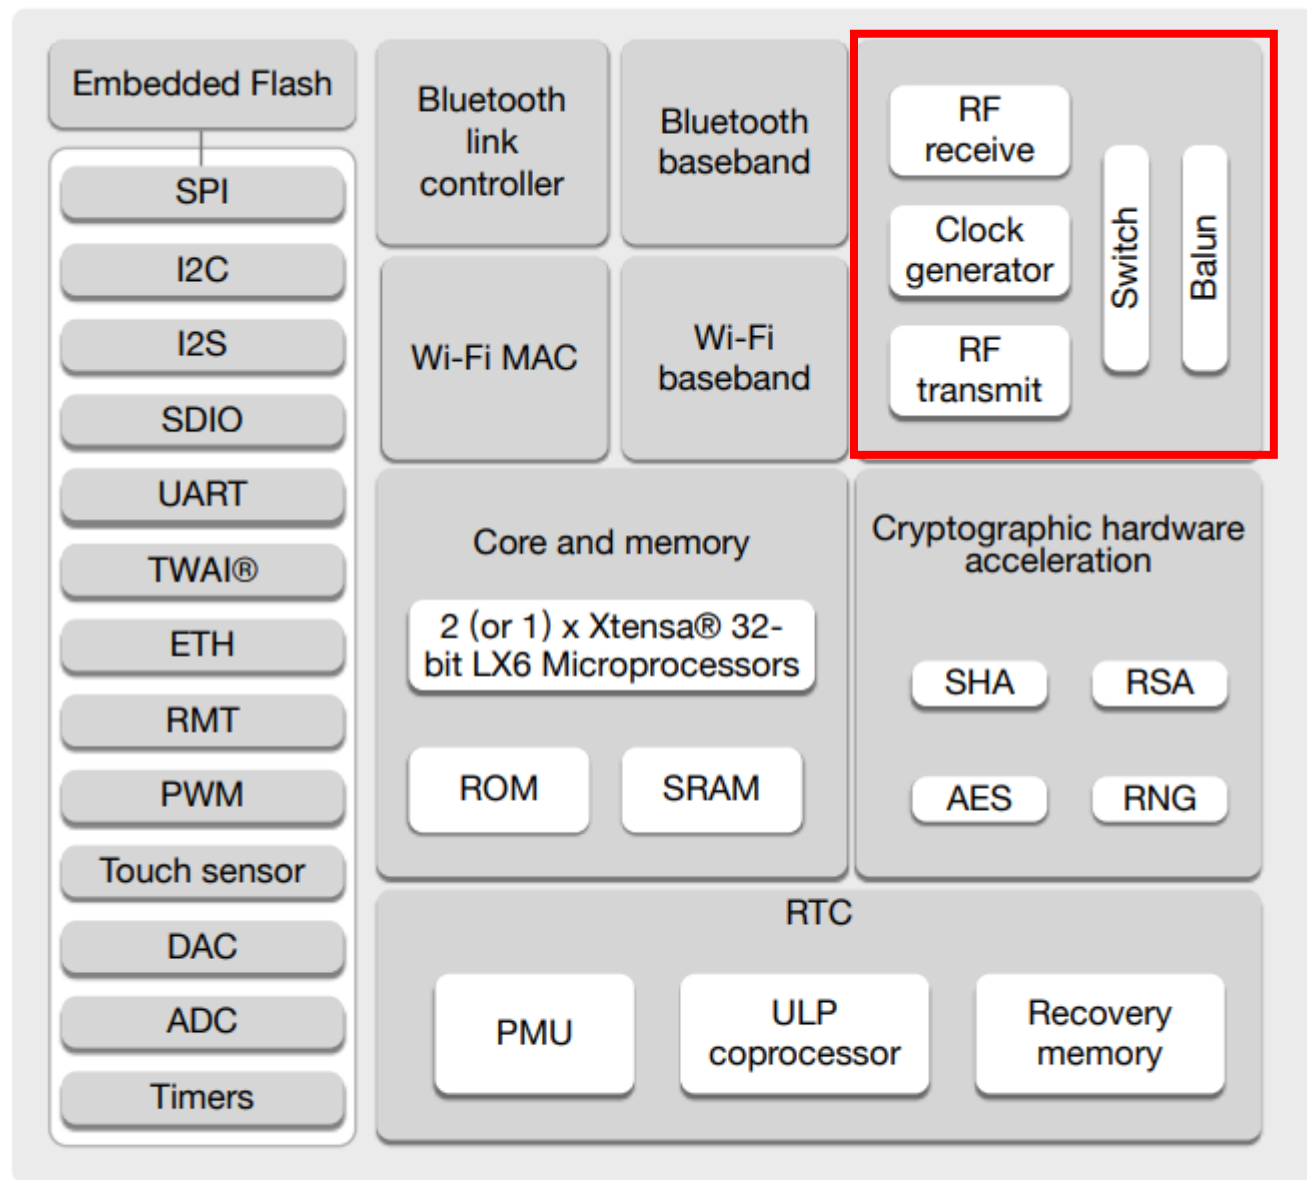 Embedded Flash
SPI
I2C
I2S
SDIO
UART
TWAI®
ETH
RMT
PWM
Touch sensor
DAC
ADC
Timers
Bluetooth
link
controller
Bluetooth
baseband
Wi-Fi MAC
Wi-Fi
baseband
RF
receive
Clock
generator
RF
transmit
Switch
Balun
Core and memory
2 (or 1) x Xtensa® 32-
bit LX6 Microprocessors
ROM
SRAM
Cryptographic hardware
acceleration
SHA
RSA
AES
RNG
RTC
PMU
ULP
coprocessor
Recovery
memory